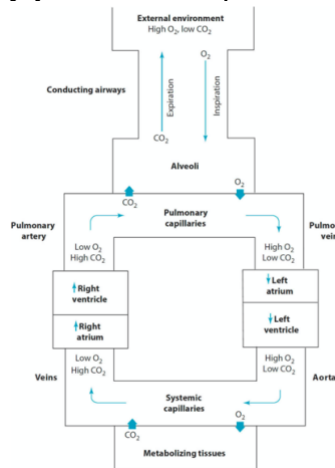 External environment
High O₂, low CO₂
O₂
Conducting airways
Expiration
Inspiration
CO₂
Alveoli
CO₂
O₂
Pulmonary
artery
Pulmonary
capillaries
Pulmo
vei
Low O₂
High CO₂
High O₂
Low CO₂
Right
ventricle
Left
atrium
Right
atrium
Left
ventricle
Low O₂
High CO₂
High O₂
Low CO₂
Veins
Aorta
Systemic
capillaries
CO₂
O₂
Metabolizing tissues